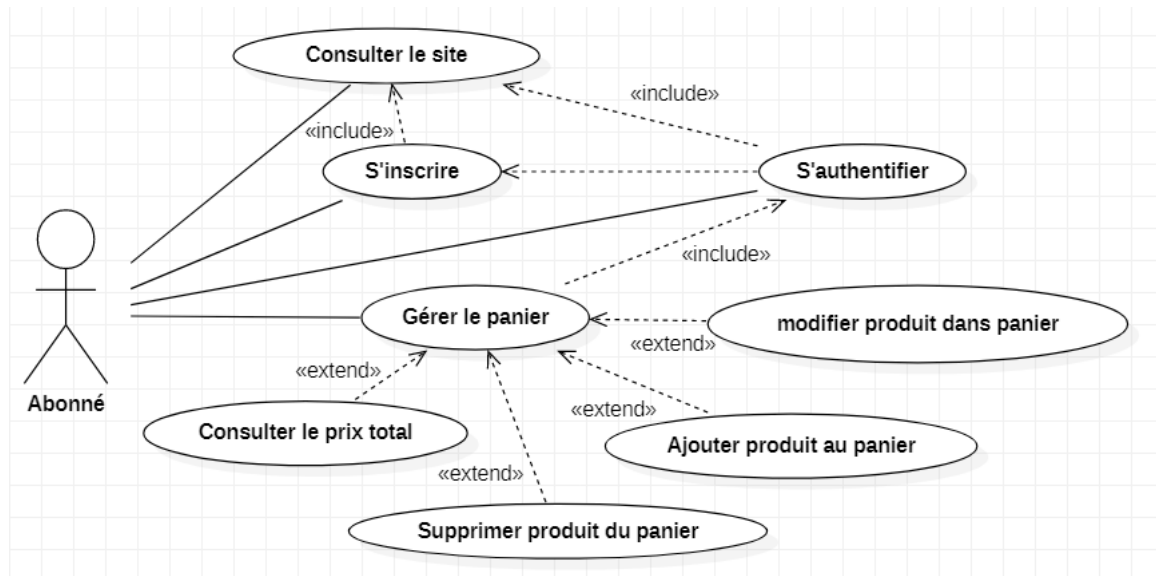 Consulter le site
«include»
«include»
S'inscrire
S'authentifier
«include»
Gérer le panier
modifier produit dans panier
«extend»
«extend»
Abonné
«extend»
Consulter le prix total
Ajouter produit au panier
«extend»
Supprimer produit du panier